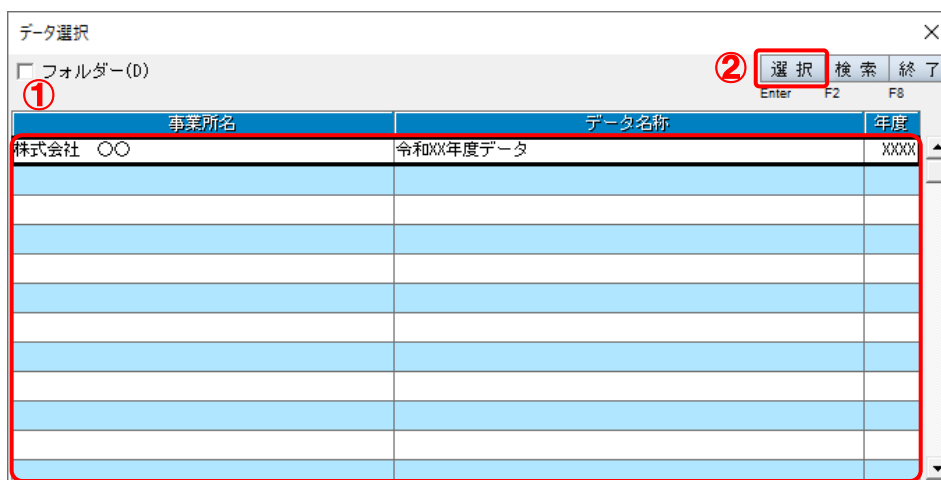 データ選択
フォルダー(D)
② 選択 検索 終了
Enter F2 F8
①
事業所名 データ名称 年度
株式会社 〇〇 令和XX年度データ XXXX